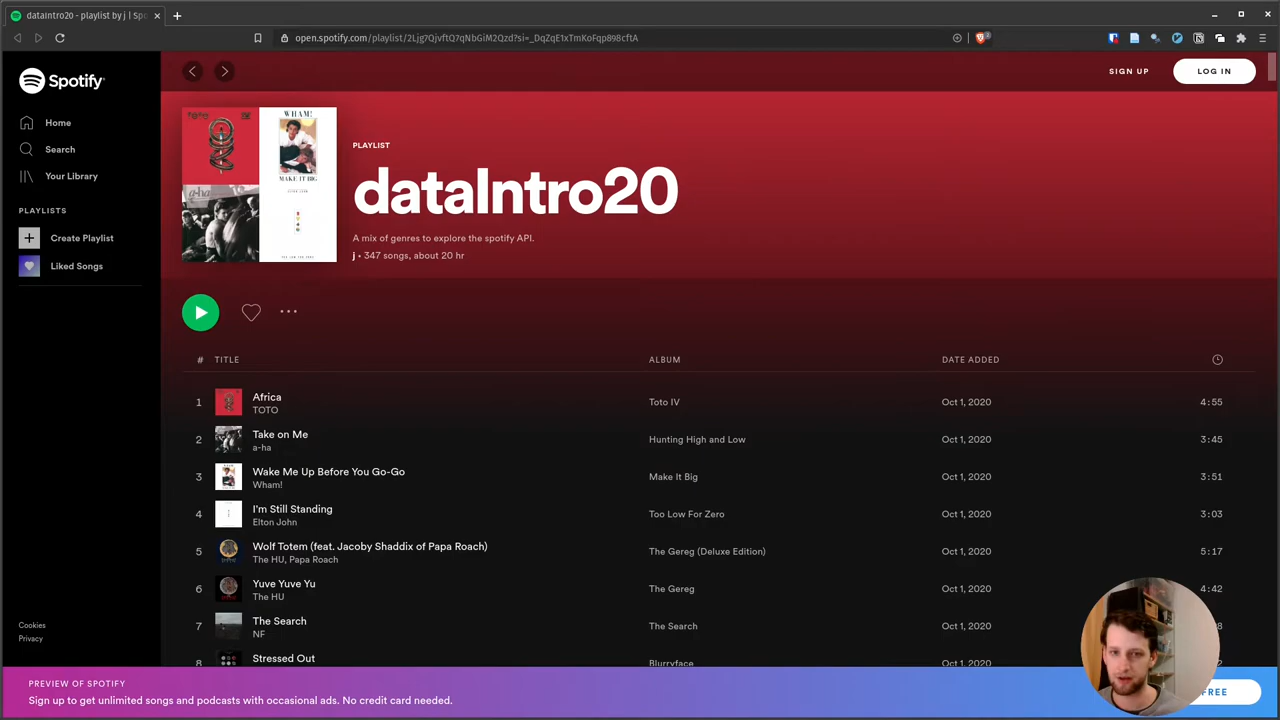 dataIntro20 - playlist by j | Spo
open.spotify.com/playlist/2Ljg7QjvftQ7qNbGiM2Qzd?si=_DqZqE1xTmKoFqp898cftA
Spotify
Home
Search
Your Library
PLAYLISTS
Create Playlist
Liked Songs
Cookies
Privacy
SIGN UP
LOG IN
TOTO
a-ha
WHAM!
MAKE IT BIG
PLAYLIST
dataIntro20
A mix of genres to explore the spotify API.
j • 347 songs, about 20 hr
# TITLE ALBUM DATE ADDED
1 Africa Toto IV Oct 1, 2020 4:55
TOTO
2 Take on Me Hunting High and Low Oct 1, 2020 3:45
a-ha
3 Wake Me Up Before You Go-Go Make It Big Oct 1, 2020 3:51
Wham!
4 I'm Still Standing Too Low For Zero Oct 1, 2020 3:03
Elton John
5 Wolf Totem (feat. Jacoby Shaddix of Papa Roach) The Gereg (Deluxe Edition) Oct 1, 2020 5:17
The HU, Papa Roach
6 Yuve Yuve Yu The Gereg Oct 1, 2020 4:42
The HU
7 The Search The Search Oct 1, 2020 8
NF
8 Stressed Out Blurryface
PREVIEW OF SPOTIFY
Sign up to get unlimited songs and podcasts with occasional ads. No credit card needed.
FREE